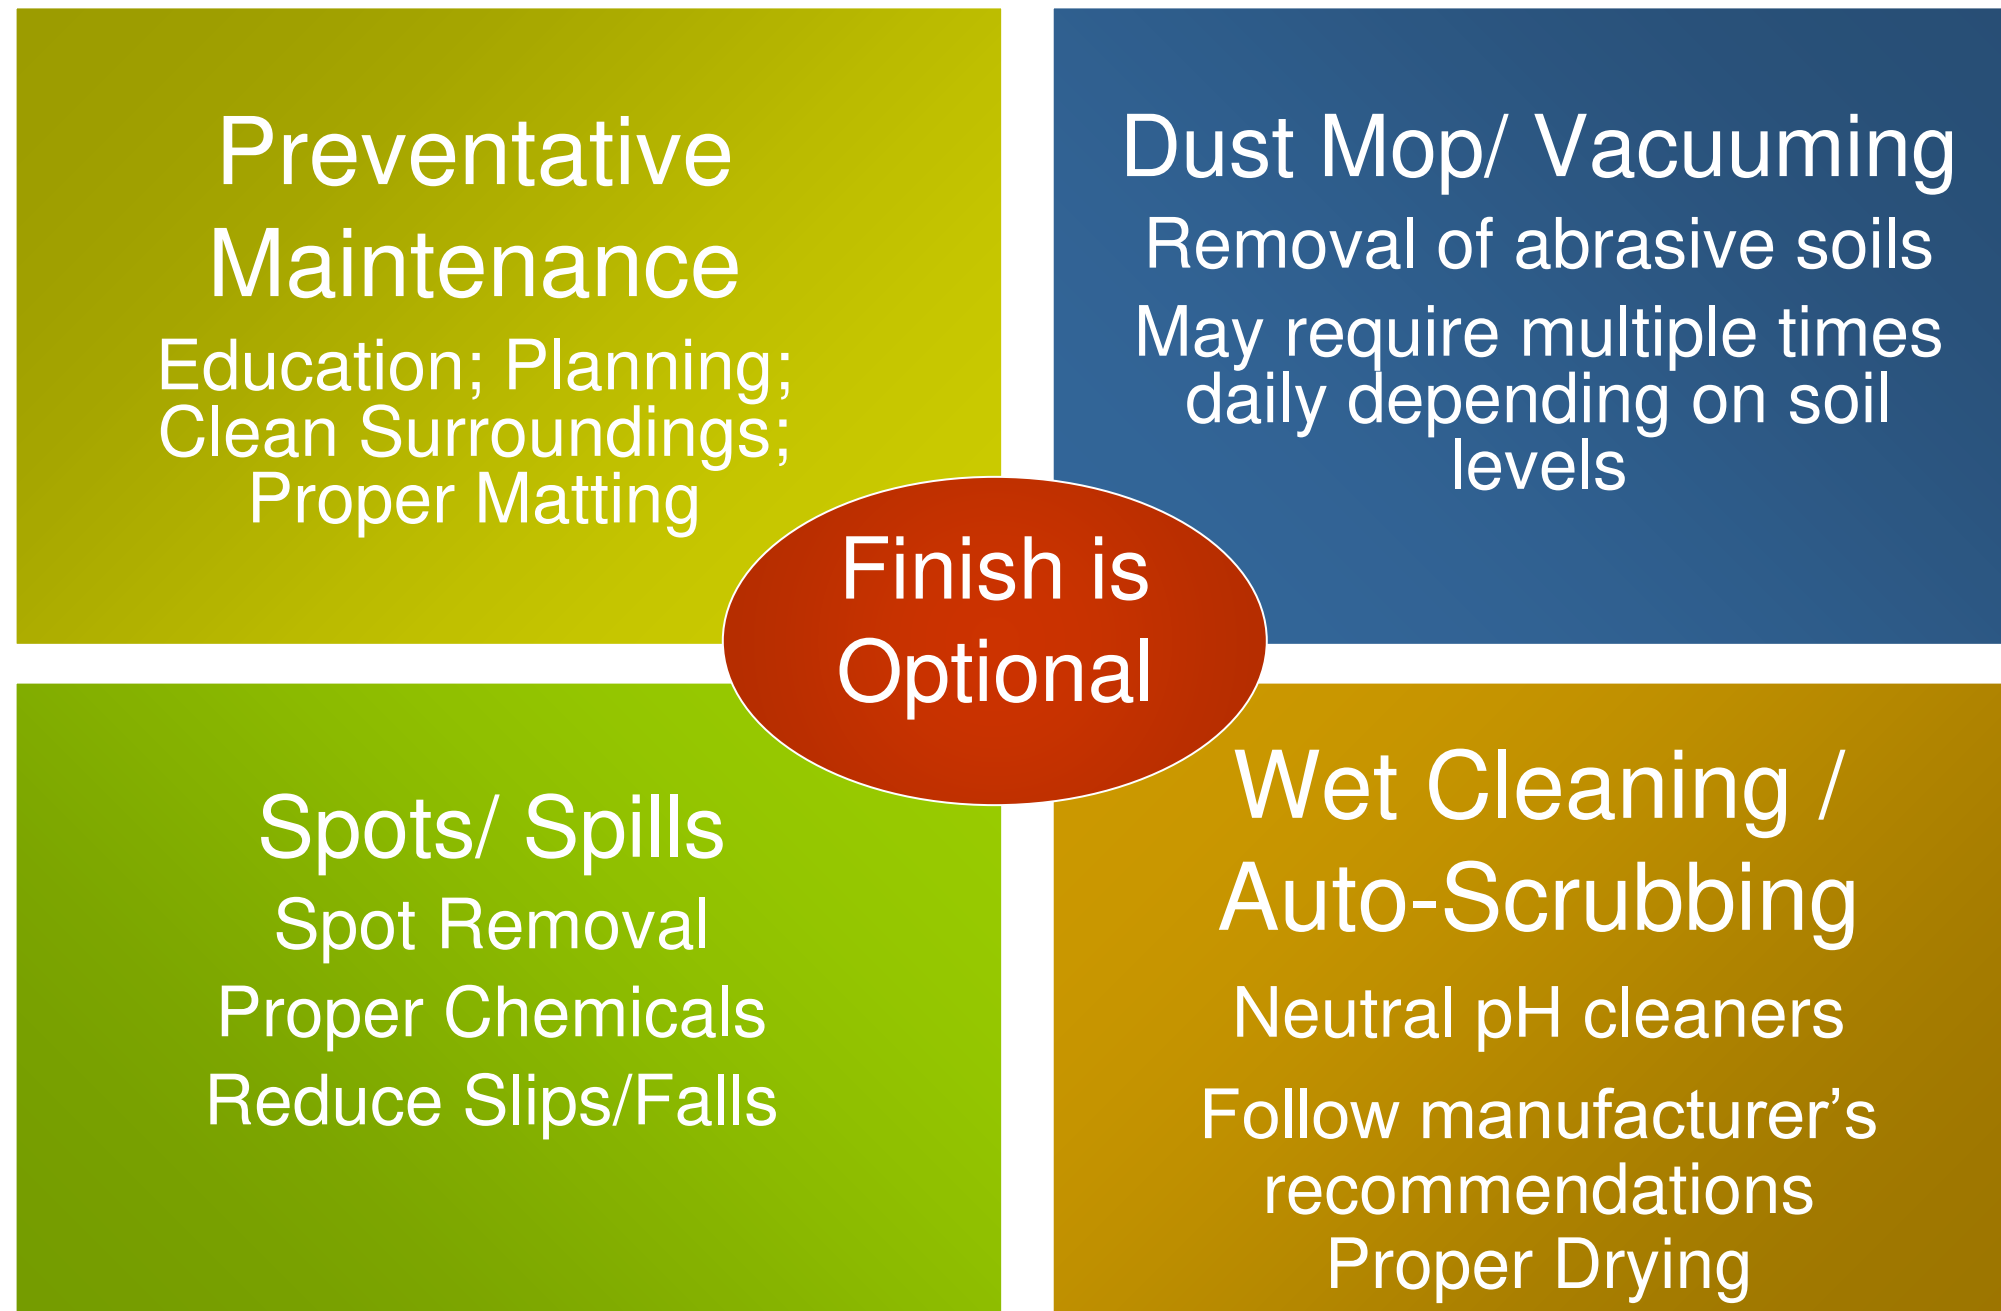 Preventative
Maintenance
Education; Planning;
Clean Surroundings;
Proper Matting
Dust Mop/ Vacuuming
Removal of abrasive soils
May require multiple times
daily depending on soil
levels
Finish is
Optional
Spots/ Spills
Spot Removal
Proper Chemicals
Reduce Slips/Falls
Wet Cleaning /
Auto-Scrubbing
Neutral pH cleaners
Follow manufacturer’s
recommendations
Proper Drying